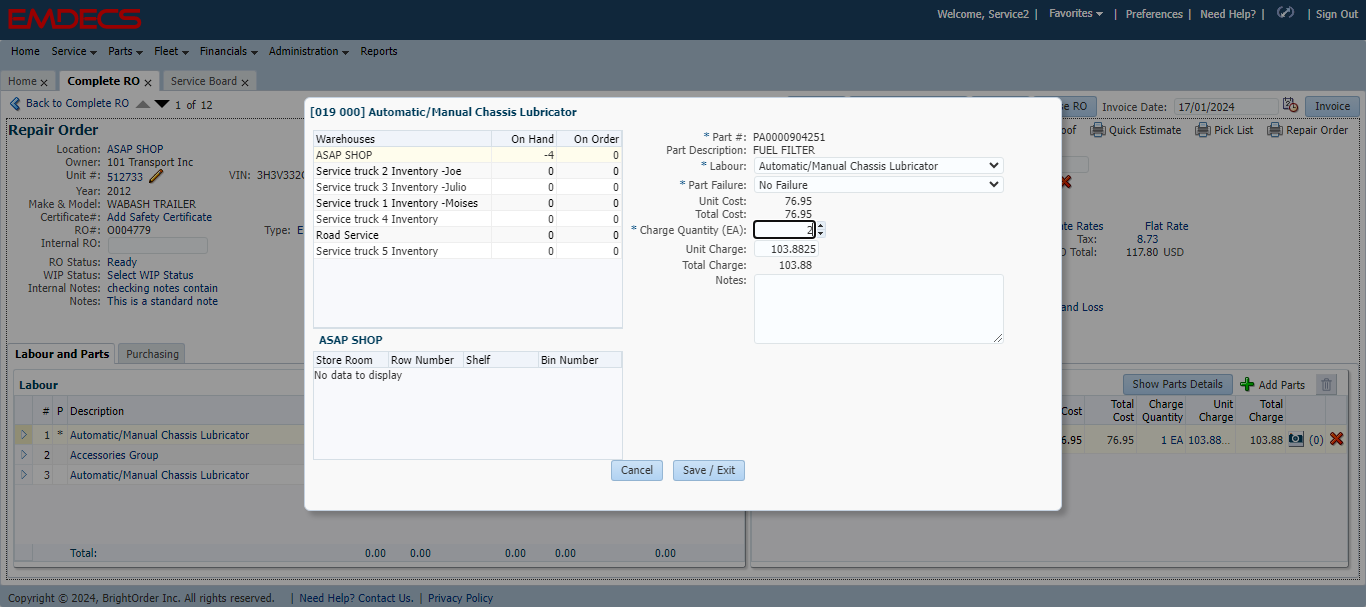 EMDECS
Welcome, Service2 | Favorites | Preferences | Need Help? | | Sign Out
Home Service Parts Fleet Financials Administration Reports
Home Complete RO Service Board
Back to Complete RO 1 of 12
RO Invoice Date: 17/01/2024 Invoice
Repair Order
Quick Estimate Pick List Repair Order
Location: ASAP SHOP
Owner: 101 Transport Inc
Unit #: 512733 VIN: 3H3V332C
Year: 2012
Make & Model: WABASH TRAILER
Certificate#: Add Safety Certificate
RO#: O004779 Type: E
Internal RO:
RO Status: Ready
WIP Status: Select WIP Status
Internal Notes: checking notes contain
Notes: This is a standard note
Rates Flat Rate
Tax: 8.73
Total: 117.80 USD
and Loss
[019 000] Automatic/Manual Chassis Lubricator
Warehouses On Hand On Order
ASAP SHOP -4 0
Service truck 2 Inventory -Joe 0 0
Service truck 3 Inventory -Julio 0 0
Service truck 1 Inventory -Moises 0 0
Service truck 4 Inventory 0 0
Road Service 0 0
Service truck 5 Inventory 0 0
ASAP SHOP
Store Room Row Number Shelf Bin Number
No data to display
* Part #: PA0000904251
Part Description: FUEL FILTER
* Labour: Automatic/Manual Chassis Lubricator
* Part Failure: No Failure
Unit Cost: 76.95
Total Cost: 76.95
* Charge Quantity (EA): 2
Unit Charge: 103.8825
Total Charge: 103.88
Notes:
Cancel Save / Exit
Labour and Parts Purchasing
Labour
# P Description
1 * Automatic/Manual Chassis Lubricator
2 Accessories Group
3 Automatic/Manual Chassis Lubricator
Total: 0.00 0.00 0.00 0.00 0.00
Show Parts Details Add Parts
Cost Total Cost Charge Quantity Unit Charge Total Charge
6.95 76.95 1 EA 103.88... 103.88 (0)
Copyright © 2024, BrightOrder Inc. All rights reserved. | Need Help? Contact Us. | Privacy Policy